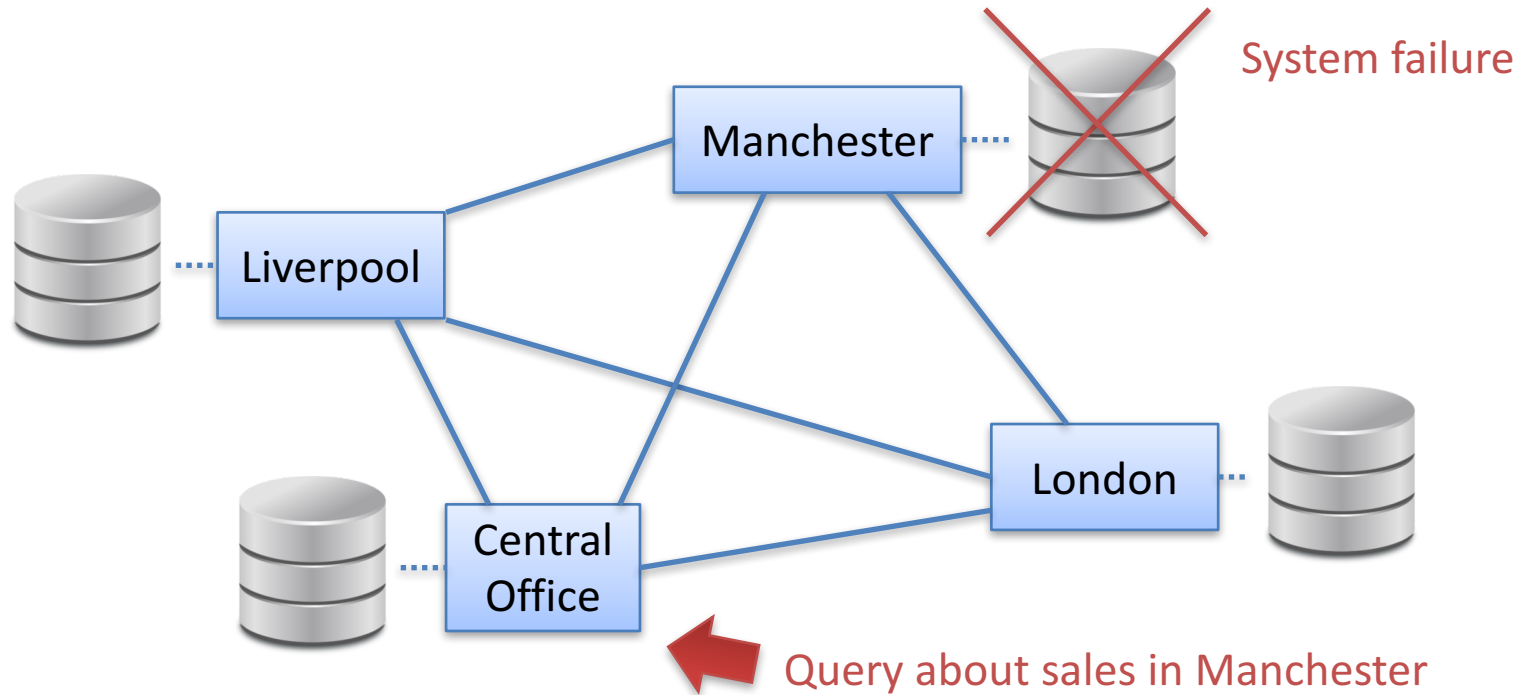 System failure
Manchester
Liverpool
London
Central
Office
Query about sales in Manchester